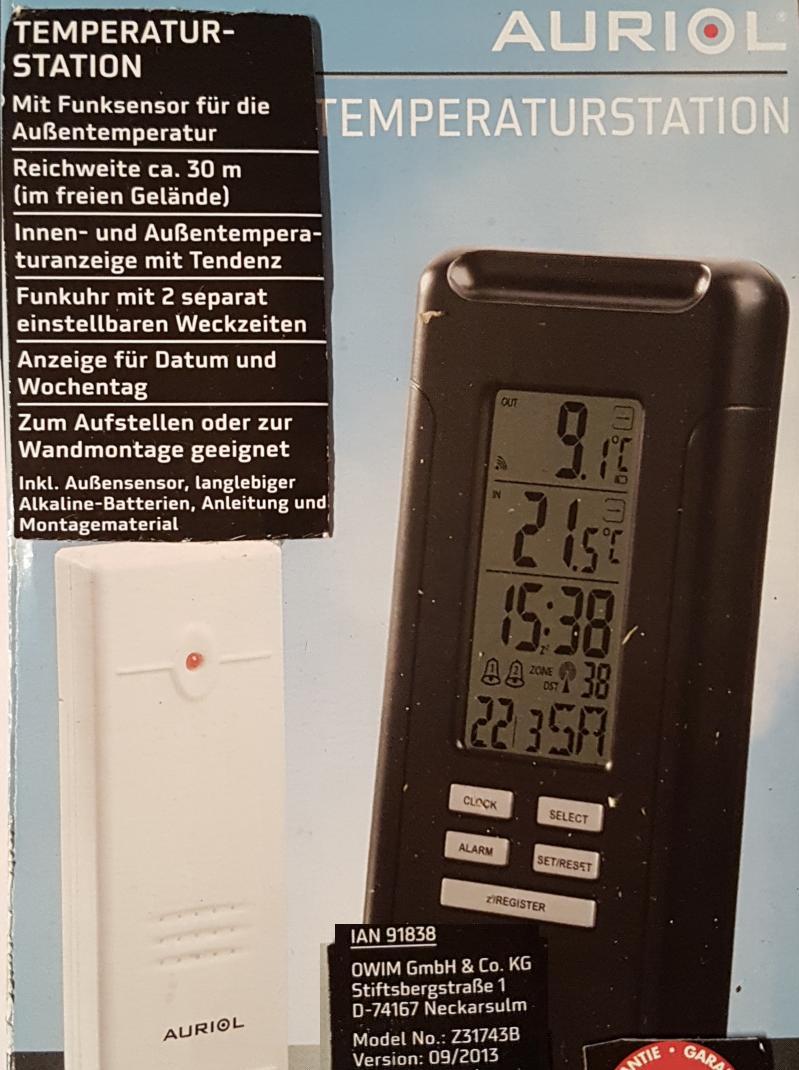 TEMPERATUR-
STATION
Mit Funksensor für die
Außentemperatur
Reichweite ca. 30 m
(im freien Gelände)
Innen- und Außentempera-
turanzeige mit Tendenz
Funkuhr mit 2 separat
einstellbaren Weckzeiten
Anzeige für Datum und
Wochentag
Zum Aufstellen oder zur
Wandmontage geeignet
Inkl. Außensensor, langlebiger
Alkaline-Batterien, Anleitung und
Montagematerial
AURIOL
TEMPERATURSTATION
OUT
9.1°C
IN
21.5°C
15:38
1 2 ZONE
DST 38
22 3 SA
CLOCK
SELECT
ALARM
SET/RESET
z²/REGISTER
AURIOL
IAN 91838
OWIM GmbH & Co. KG
Stiftsbergstraße 1
D-74167 Neckarsulm
Model No.: Z31743B
Version: 09/2013